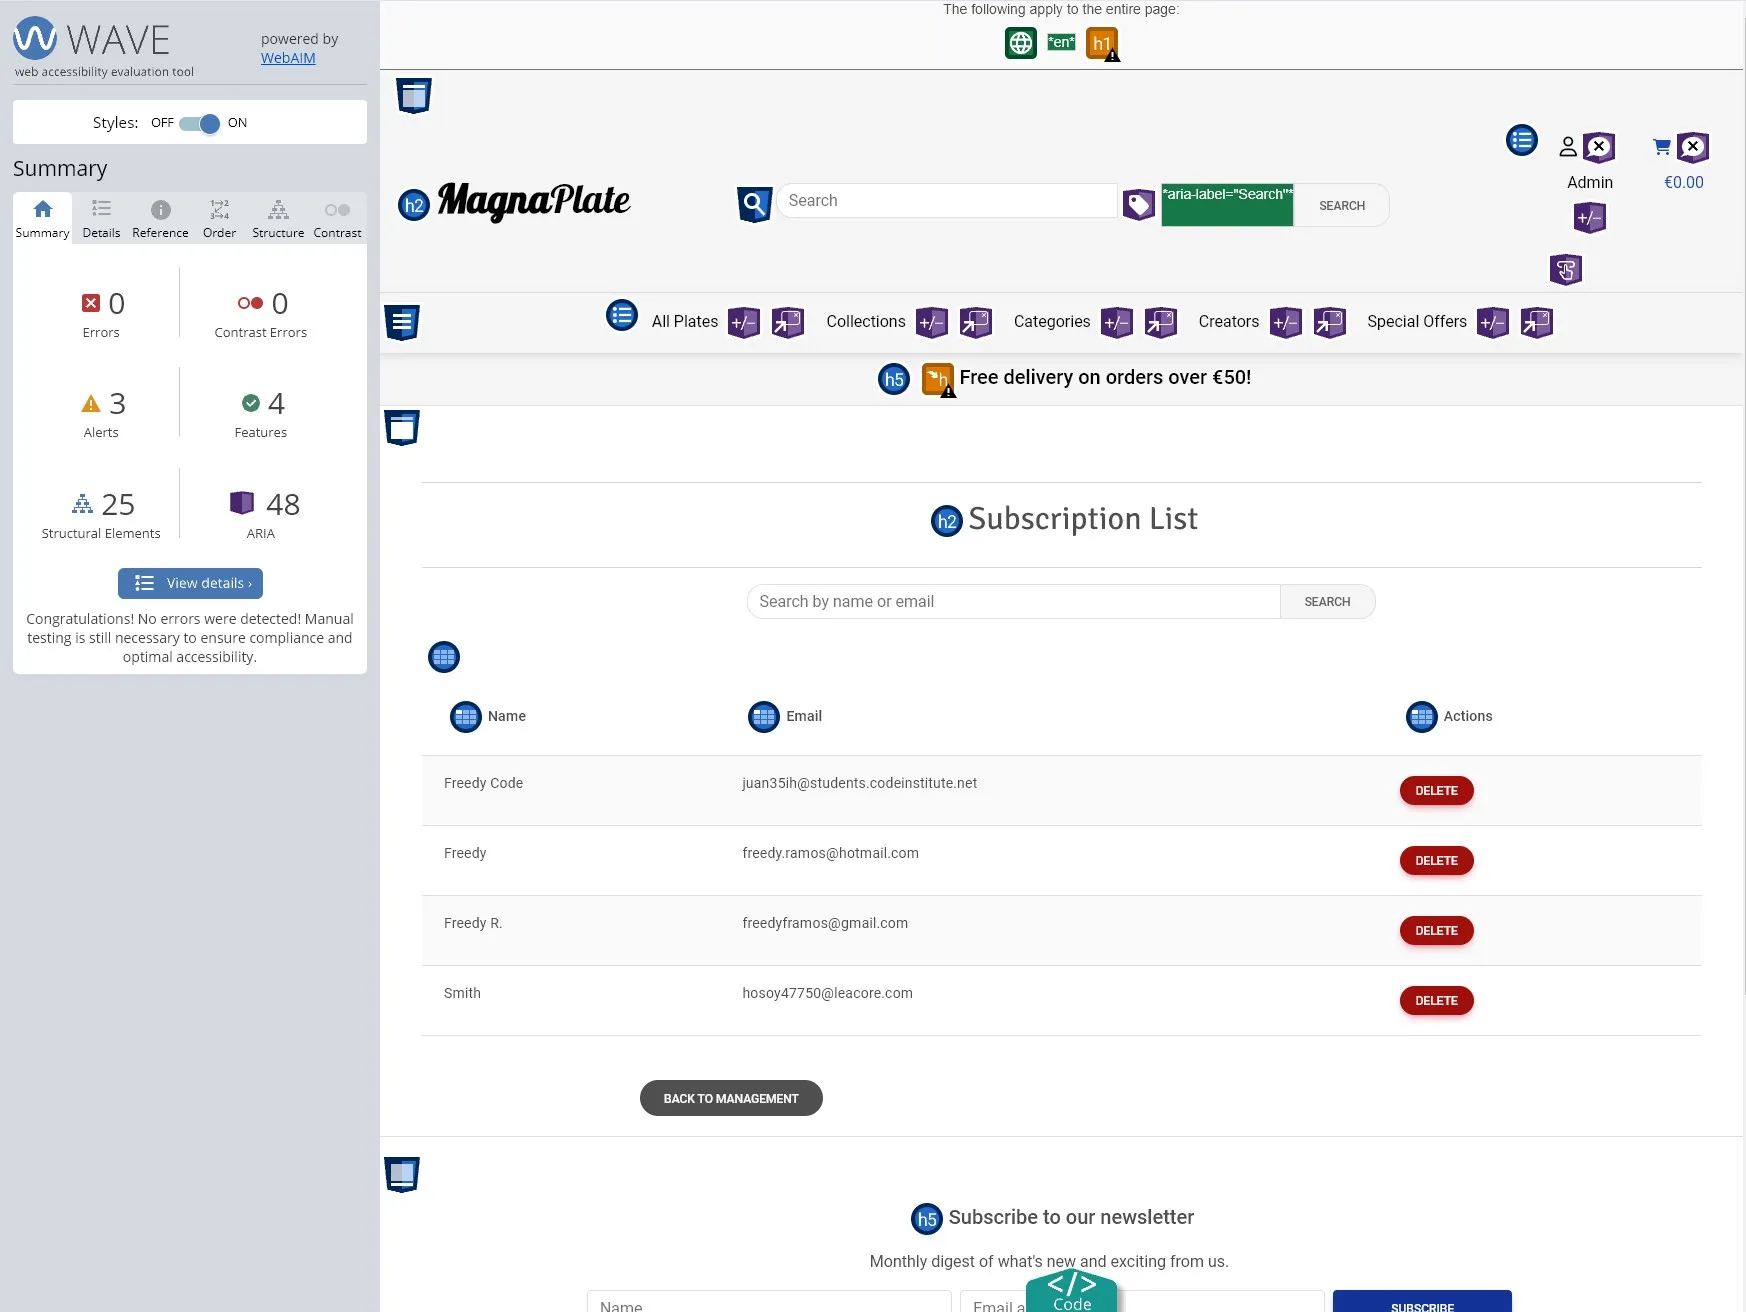 WAVE
web accessibility evaluation tool
powered by
WebAIM
Styles: OFF ON
Summary
Summary Details Reference Order Structure Contrast
0
Errors
0
Contrast Errors
3
Alerts
4
Features
25
Structural Elements
48
ARIA
View details ›
Congratulations! No errors were detected! Manual
testing is still necessary to ensure compliance and
optimal accessibility.
The following apply to the entire page:
*en* h1
h2 MagnaPlate
Search
*aria-label="Search"*
SEARCH
Admin
€0.00
+/-
All Plates +/- Collections +/- Categories +/- Creators +/- Special Offers +/-
h5 h Free delivery on orders over €50!
h2 Subscription List
Search by name or email SEARCH
Name Email Actions
Freedy Code juan35ih@students.codeinstitute.net DELETE
Freedy freedy.ramos@hotmail.com DELETE
Freedy R. freedyframos@gmail.com DELETE
Smith hosoy47750@leacore.com DELETE
BACK TO MANAGEMENT
h5 Subscribe to our newsletter
Monthly digest of what's new and exciting from us.
Name Email a SUBSCRIBE
</> Code